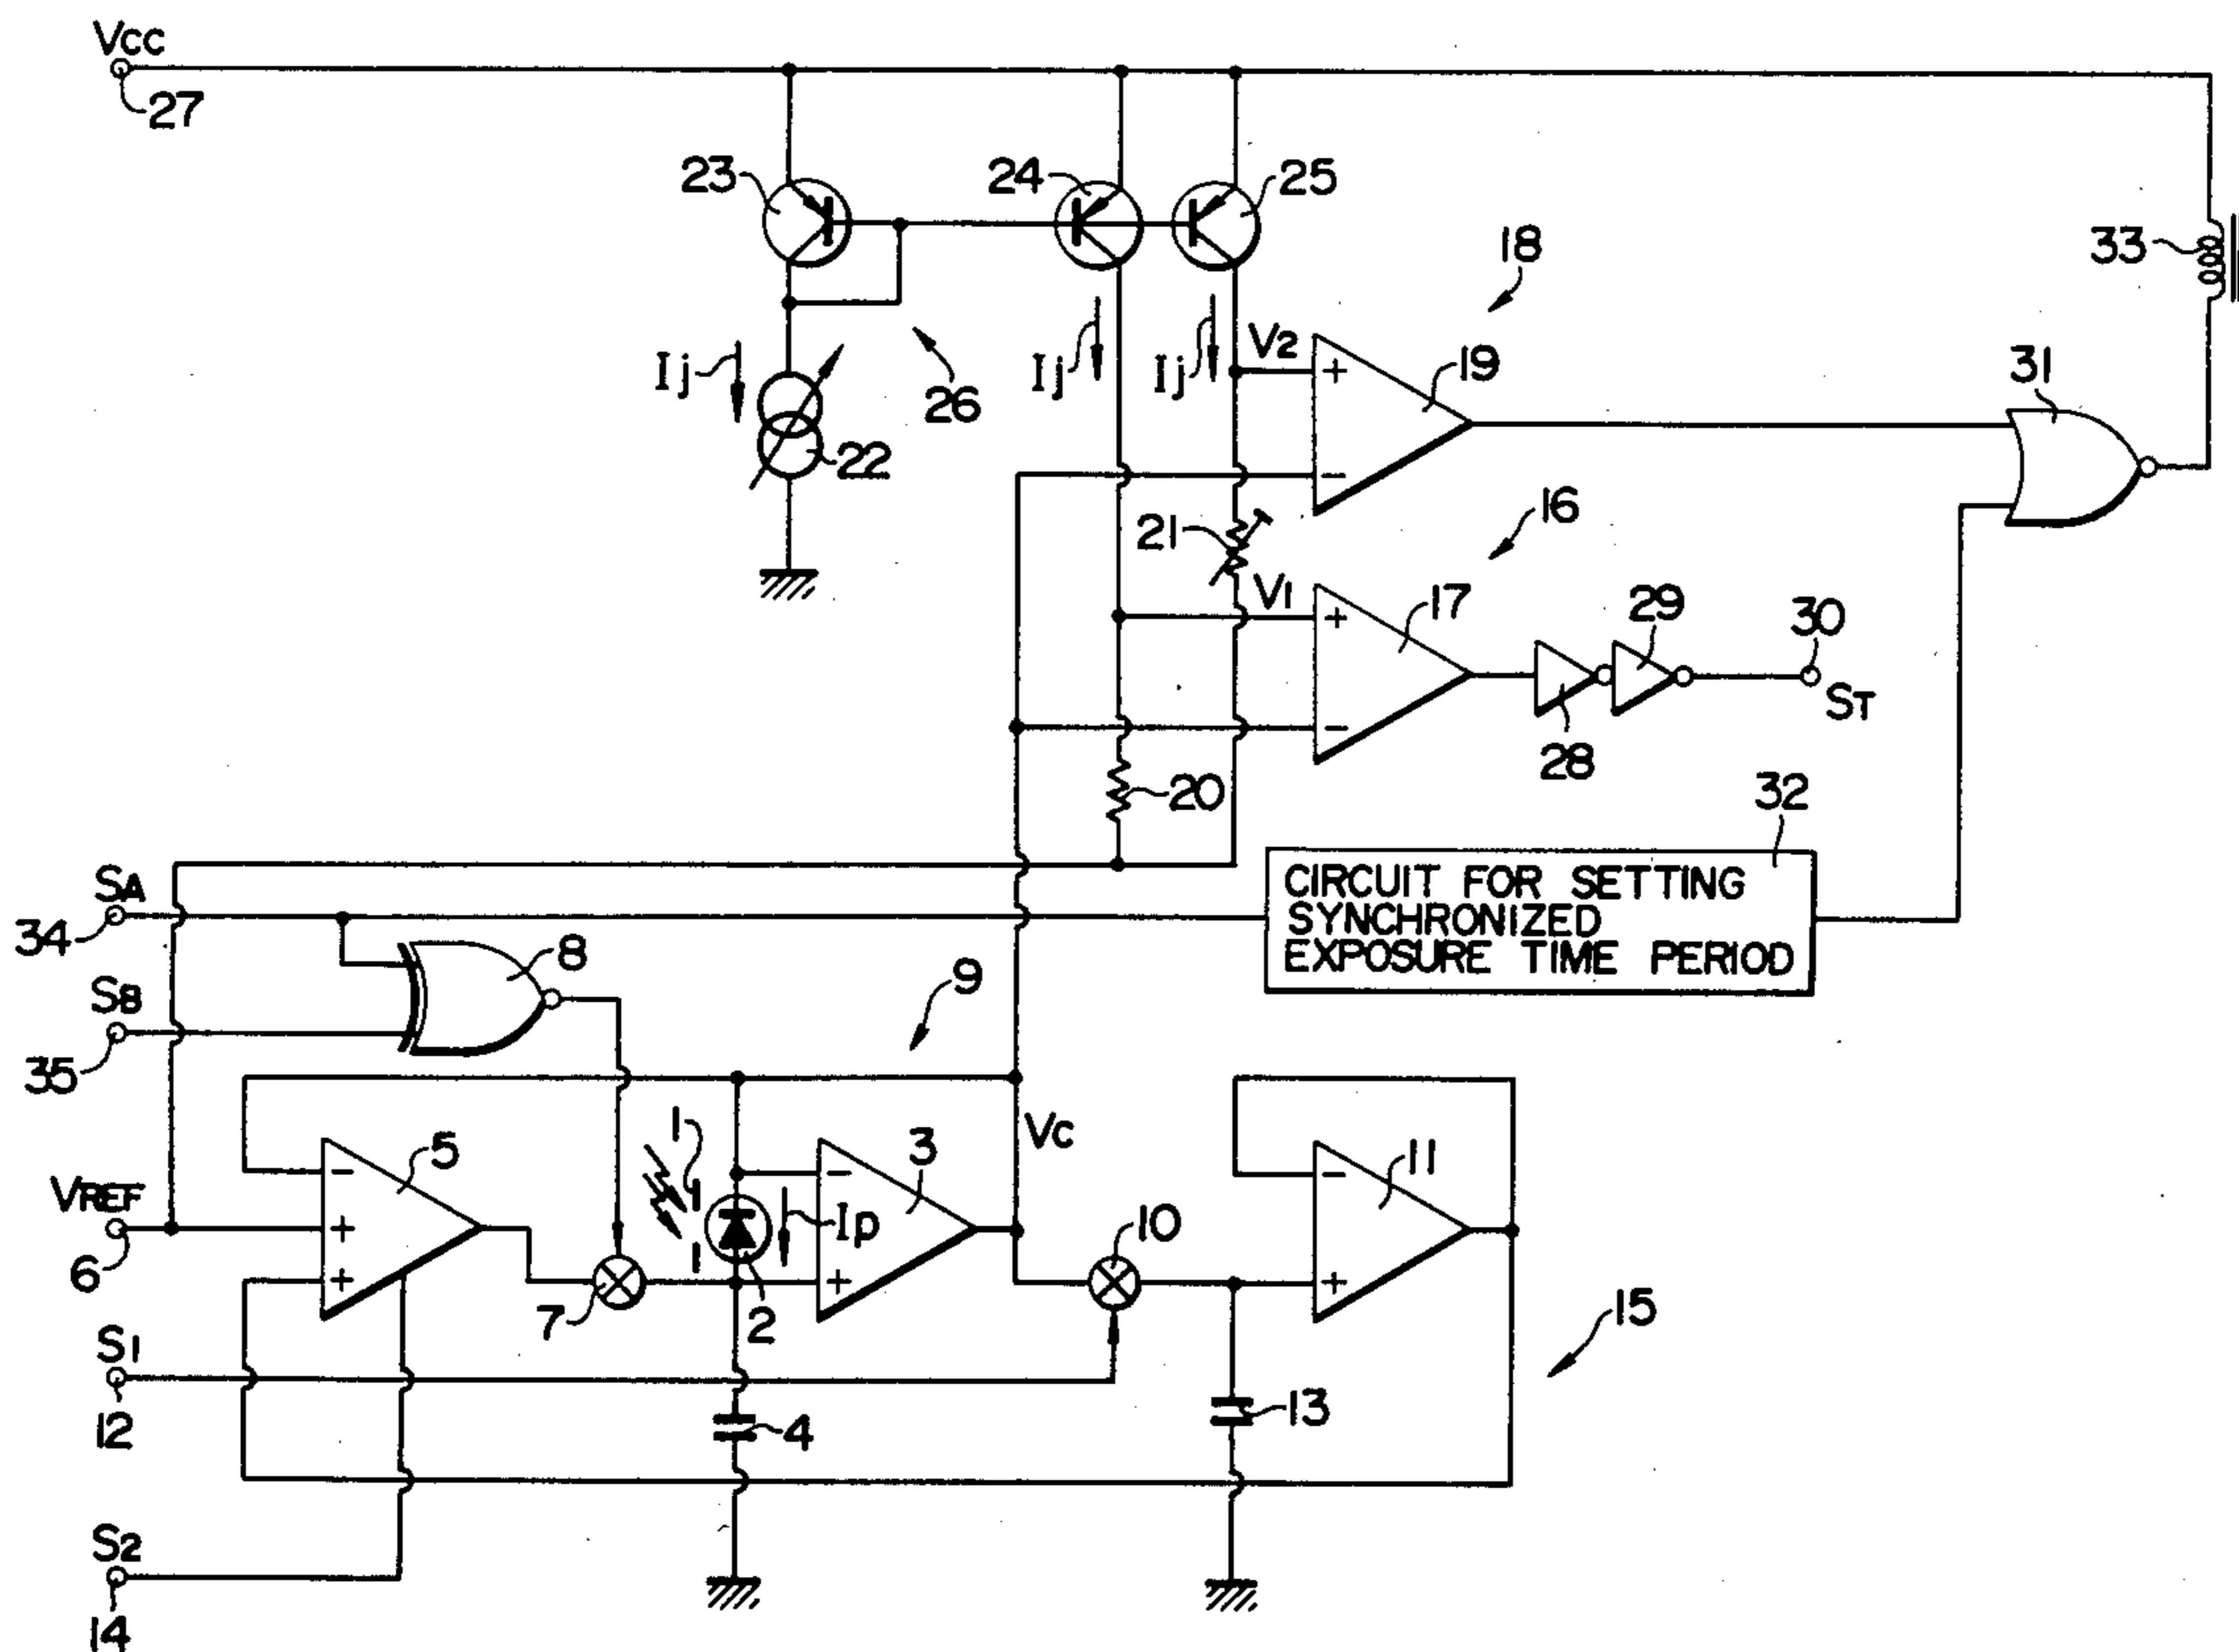 Vcc
27
23
24
25
18
33
Ij
Ij
Ij
V2
+
19
31
26
22
−
21
16
V1
+
17
29
30
ST
−
28
20
32
SA
34
CIRCUIT FOR SETTING
SYNCHRONIZED
EXPOSURE TIME PERIOD
8
9
SB
35
1
Vc
5
3
11
−
−
−
VREF
6
+
Ip
10
+
+
+
7
2
15
S1
12
4
13
S2
14